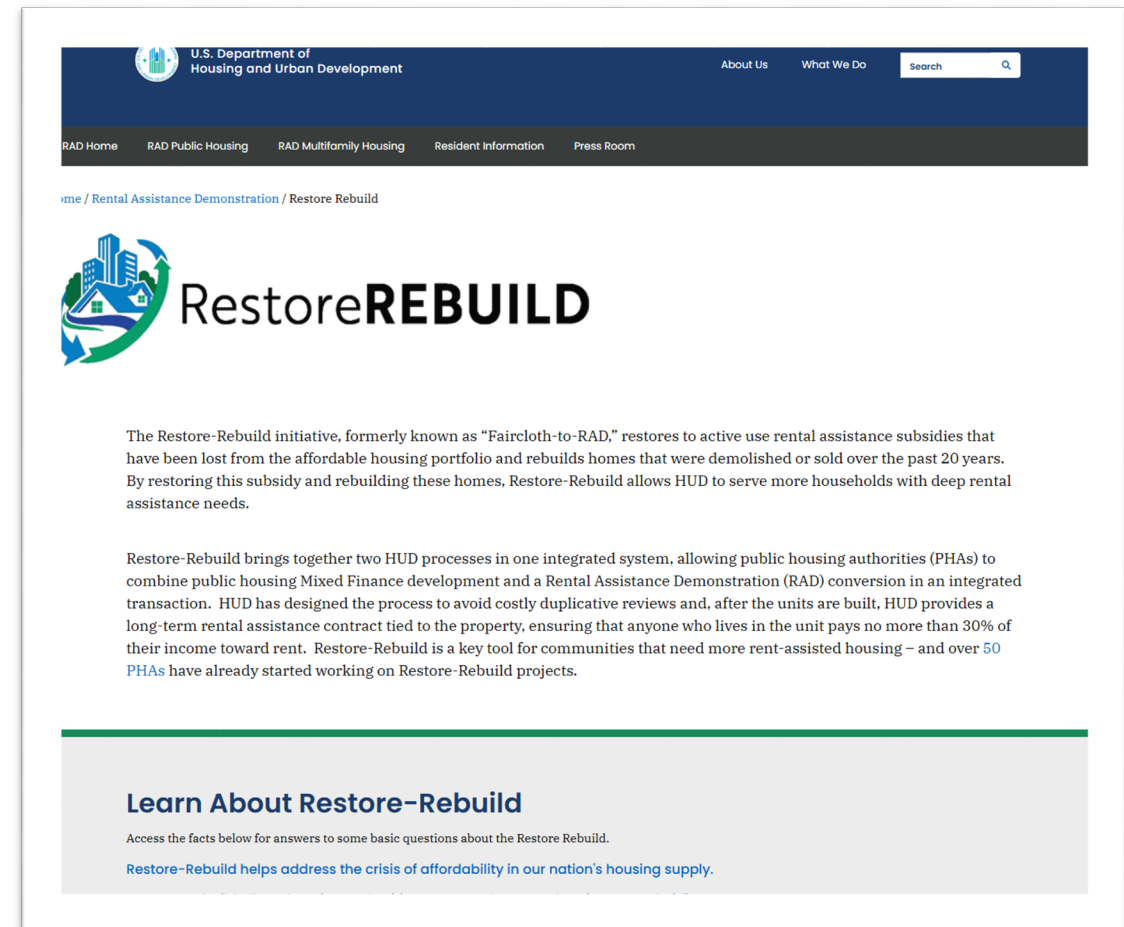 U.S. Department of
Housing and Urban Development
About Us What We Do Search
RAD Home RAD Public Housing RAD Multifamily Housing Resident Information Press Room
ome / Rental Assistance Demonstration / Restore Rebuild
RestoreREBUILD
The Restore-Rebuild initiative, formerly known as “Faircloth-to-RAD,” restores to active use rental assistance subsidies that
have been lost from the affordable housing portfolio and rebuilds homes that were demolished or sold over the past 20 years.
By restoring this subsidy and rebuilding these homes, Restore-Rebuild allows HUD to serve more households with deep rental
assistance needs.
Restore-Rebuild brings together two HUD processes in one integrated system, allowing public housing authorities (PHAs) to
combine public housing Mixed Finance development and a Rental Assistance Demonstration (RAD) conversion in an integrated
transaction.  HUD has designed the process to avoid costly duplicative reviews and, after the units are built, HUD provides a
long-term rental assistance contract tied to the property, ensuring that anyone who lives in the unit pays no more than 30% of
their income toward rent.  Restore-Rebuild is a key tool for communities that need more rent-assisted housing – and over 50
PHAs have already started working on Restore-Rebuild projects.
Learn About Restore-Rebuild
Access the facts below for answers to some basic questions about the Restore Rebuild.
Restore-Rebuild helps address the crisis of affordability in our nation's housing supply.